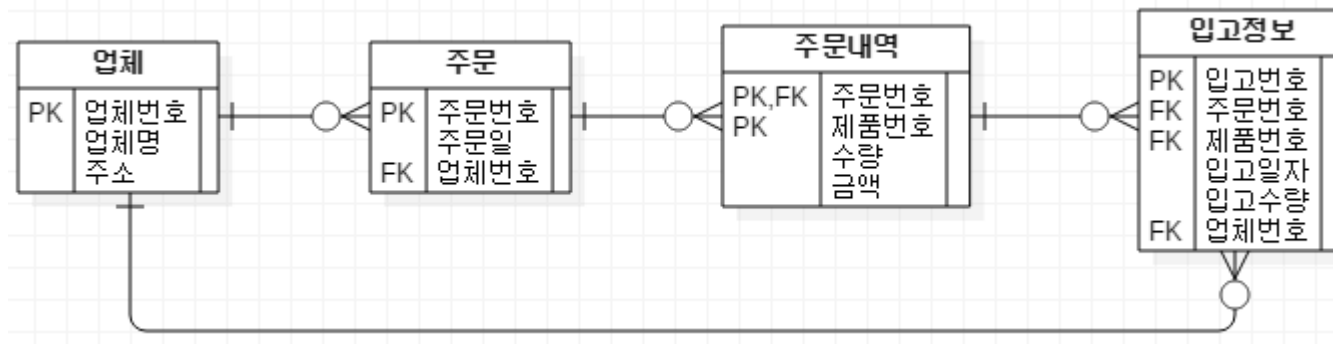 업체
PK 업체번호
업체명
주소
주문
PK 주문번호
주문일
FK 업체번호
주문내역
PK,FK 주문번호
PK 제품번호
수량
금액
입고정보
PK 입고번호
FK 주문번호
FK 제품번호
입고일자
입고수량
FK 업체번호